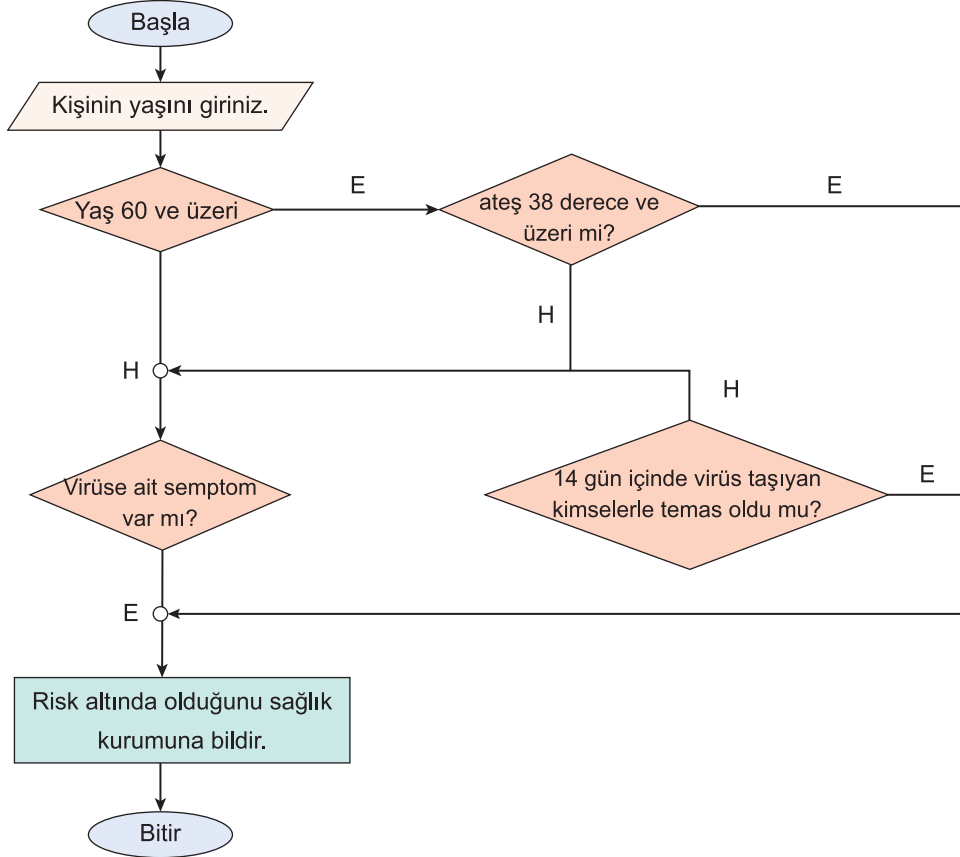 Başla
Kişinin yaşını giriniz.
Yaş 60 ve üzeri
E
ateş 38 derece ve
üzeri mi?
E
H
H
H
Virüse ait semptom
var mı?
14 gün içinde virüs taşıyan
kimselerle temas oldu mu?
E
E
Risk altında olduğunu sağlık
kurumuna bildir.
Bitir